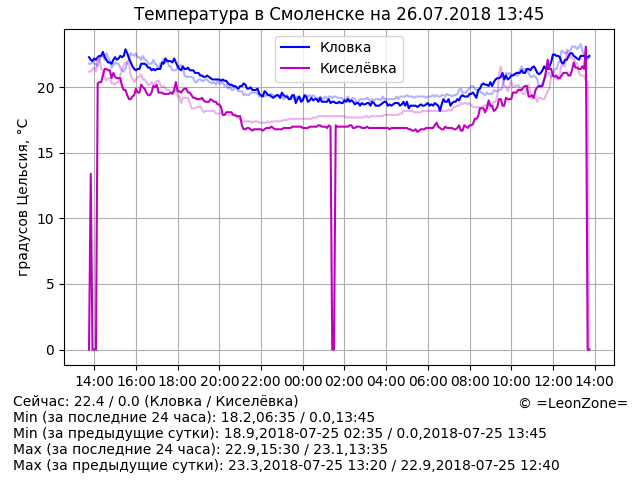 Температура в Смоленске на 26.07.2018 13:45
Кловка
Киселёвка
градусов Цельсия, °C
20
15
10
5
0
14:00 16:00 18:00 20:00 22:00 00:00 02:00 04:00 06:00 08:00 10:00 12:00 14:00
Сейчас: 22.4 / 0.0 (Кловка / Киселёвка)
© =LeonZone=
Min (за последние 24 часа): 18.2,06:35 / 0.0,13:45
Min (за предыдущие сутки): 18.9,2018-07-25 02:35 / 0.0,2018-07-25 13:45
Max (за последние 24 часа): 22.9,15:30 / 23.1,13:35
Max (за предыдущие сутки): 23.3,2018-07-25 13:20 / 22.9,2018-07-25 12:40